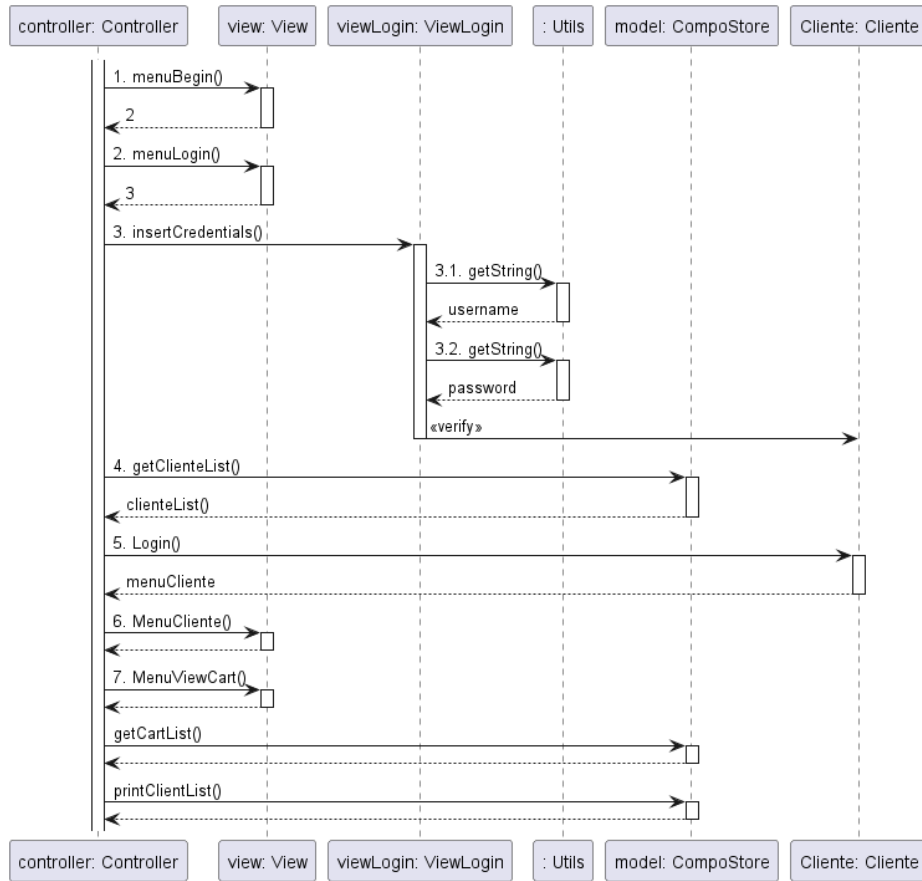 controller: Controller view: View viewLogin: ViewLogin : Utils model: CompoStore Cliente: Cliente
1. menuBegin()
2
2. menuLogin()
3
3. insertCredentials()
3.1. getString()
username
3.2. getString()
password
«verify»
4. getClienteList()
clienteList()
5. Login()
menuCliente
6. MenuCliente()
7. MenuViewCart()
getCartList()
printClientList()
controller: Controller view: View viewLogin: ViewLogin : Utils model: CompoStore Cliente: Cliente